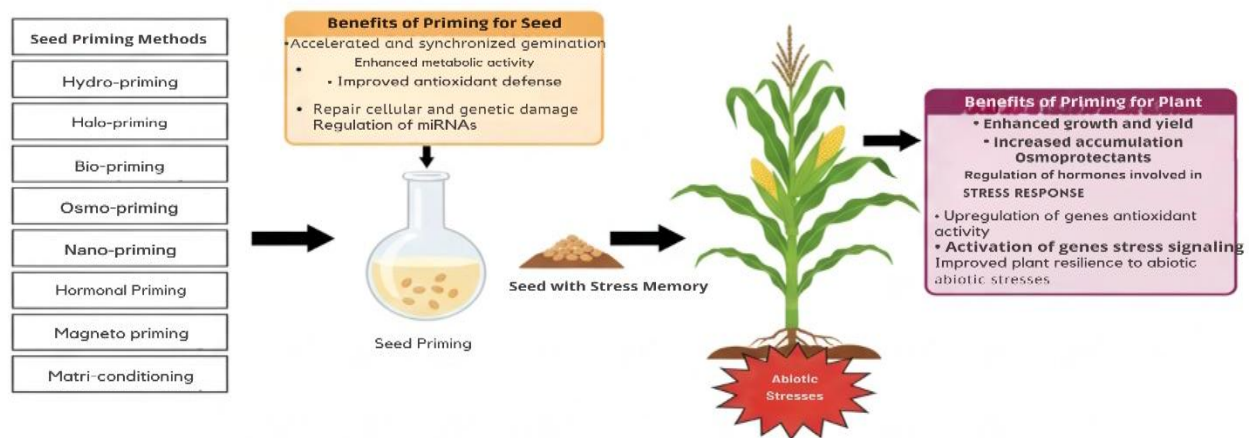 Seed Priming Methods
Hydro-priming
Halo-priming
Bio-priming
Osmo-priming
Nano-priming
Hormonal Priming
Magneto priming
Matri-conditioning
Benefits of Priming for Seed
•Accelerated and synchronized gemination
• Enhanced metabolic activity
• Improved antioxidant defense
• Repair cellular and genetic damage
Regulation of miRNAs
Seed Priming
Seed with Stress Memory
Abiotic
Stresses
Benefits of Priming for Plant
• Enhanced growth and yield
• Increased accumulation
Osmoprotectants
Regulation of hormones involved in
STRESS RESPONSE
• Upregulation of genes antioxidant
activity
• Activation of genes stress signaling
Improved plant resilience to abiotic
abiotic stresses